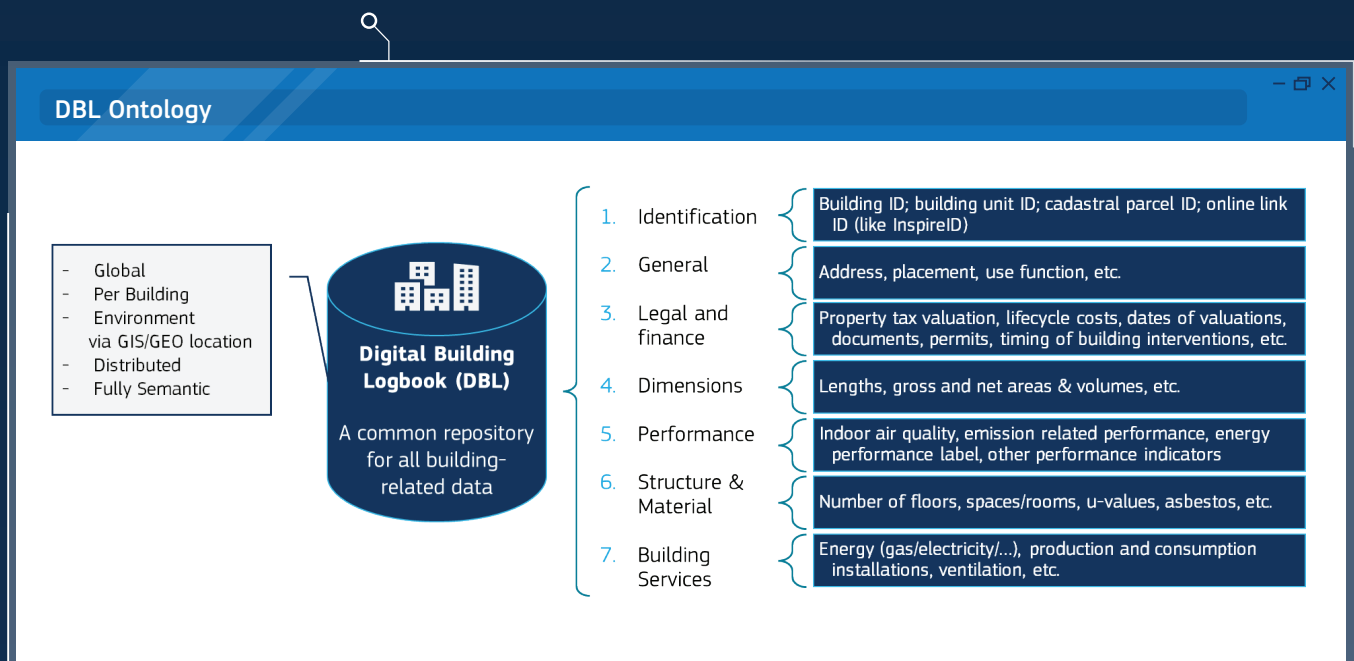 DBL Ontology
- Global
- Per Building
- Environment
via GIS/GEO location
- Distributed
- Fully Semantic
Digital Building
Logbook (DBL)
A common repository
for all building-
related data
1. Identification
Building ID; building unit ID; cadastral parcel ID; online link
ID (like InspireID)
2. General
Address, placement, use function, etc.
3. Legal and
finance
Property tax valuation, lifecycle costs, dates of valuations,
documents, permits, timing of building interventions, etc.
4. Dimensions
Lengths, gross and net areas & volumes, etc.
5. Performance
Indoor air quality, emission related performance, energy
performance label, other performance indicators
6. Structure &
Material
Number of floors, spaces/rooms, u-values, asbestos, etc.
7. Building
Services
Energy (gas/electricity/...), production and consumption
installations, ventilation, etc.